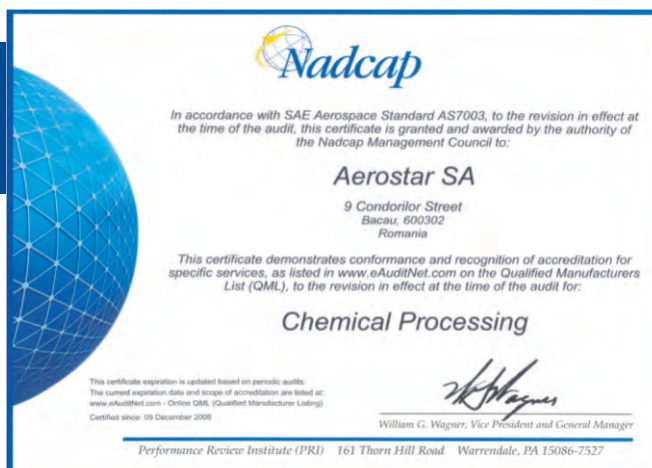 Nadcap
In accordance with SAE Aerospace Standard AS7003, to the revision in effect at
the time of the audit, this certificate is granted and awarded by the authority of
the Nadcap Management Council to:
Aerostar SA
9 Condorilor Street
Bacau, 600302
Romania
This certificate demonstrates conformance and recognition of accreditation for
specific services, as listed in www.eAuditNet.com on the Qualified Manufacturers
List (QML), to the revision in effect at the time of the audit for:
Chemical Processing
This certificate expiration is updated based on periodic audits.
The current expiration date and scope of accreditation are listed at:
www.eAuditNet.com - Online QML (Qualified Manufacturer Listing)
Certified since: 09 December 2008
William G. Wagner, Vice President and General Manager
Performance Review Institute (PRI) 161 Thorn Hill Road Warrendale, PA 15086-7527